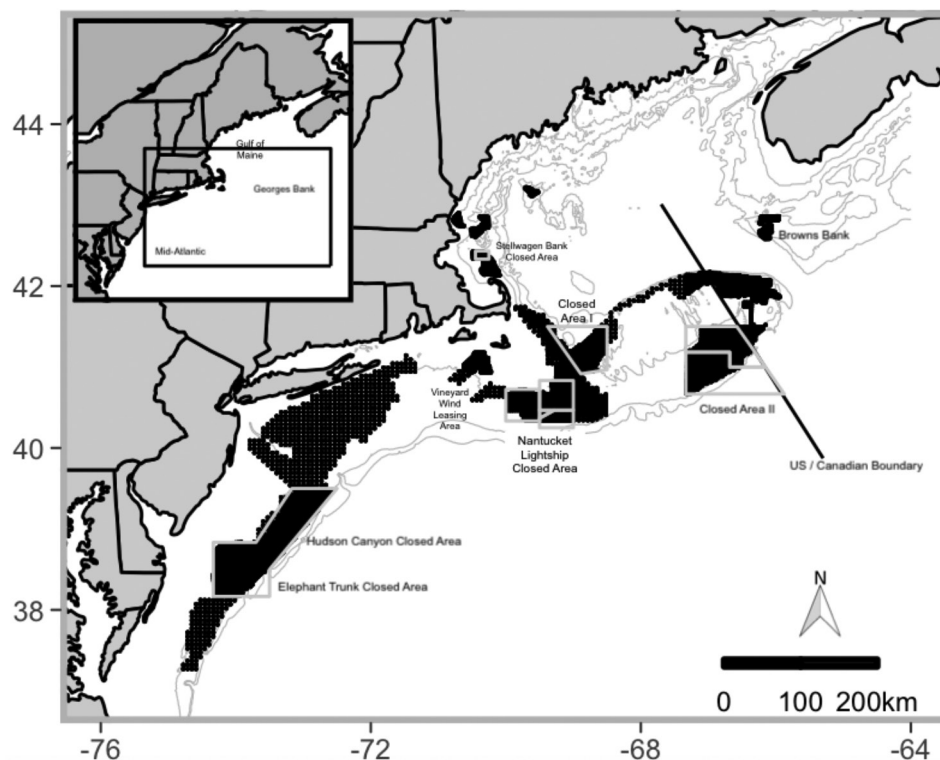 Gulf of
Maine
Georges Bank
Mid-Atlantic
44
42
40
38
Stellwagen Bank
Closed Area
Browns Bank
Closed
Area I
Vineyard
Wind
Leasing
Area
Closed Area II
Nantucket
Lightship
Closed Area
US / Canadian Boundary
Hudson Canyon Closed Area
Elephant Trunk Closed Area
N
0 100 200km
-76 -72 -68 -64